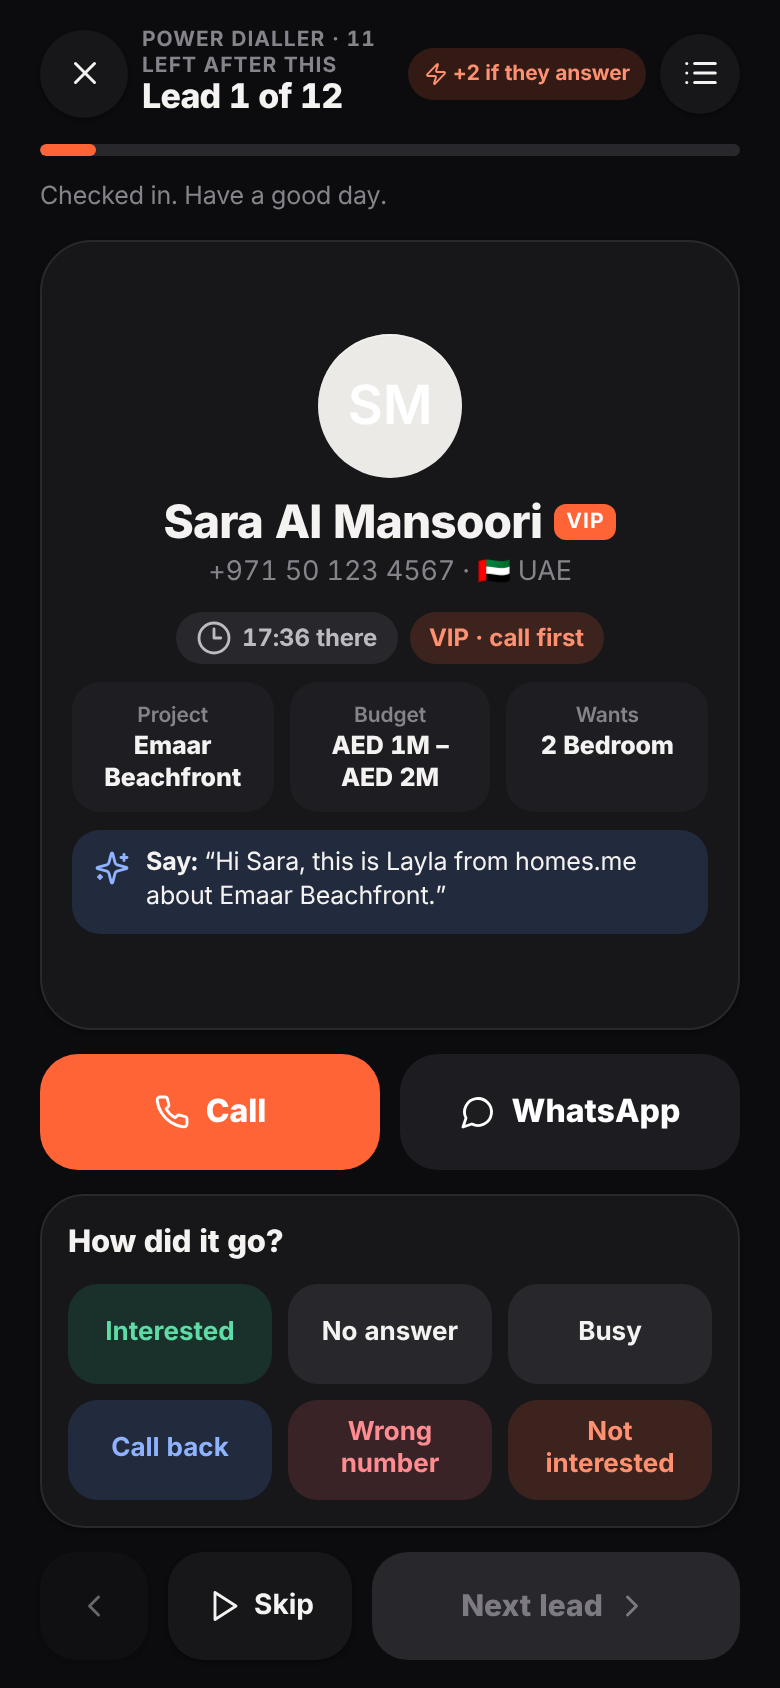 POWER DIALLER · 11
LEFT AFTER THIS
Lead 1 of 12
+2 if they answer
Checked in. Have a good day.
SM
Sara Al Mansoori VIP
+971 50 123 4567 · 🇦🇪 UAE
17:36 there
VIP · call first
Project
Emaar
Beachfront
Budget
AED 1M –
AED 2M
Wants
2 Bedroom
Say: “Hi Sara, this is Layla from homes.me
about Emaar Beachfront.”
Call
WhatsApp
How did it go?
Interested
No answer
Busy
Call back
Wrong
number
Not
interested
Skip
Next lead